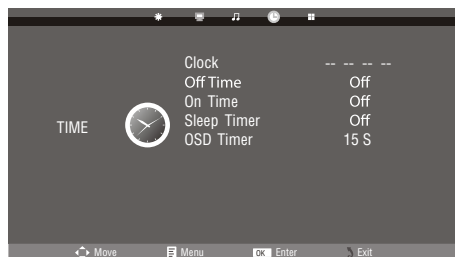 Clock -- -- -- --
Off Time Off
On Time Off
TIME
Sleep Timer Off
OSD Timer 15 S
Move Menu OK Enter Exit